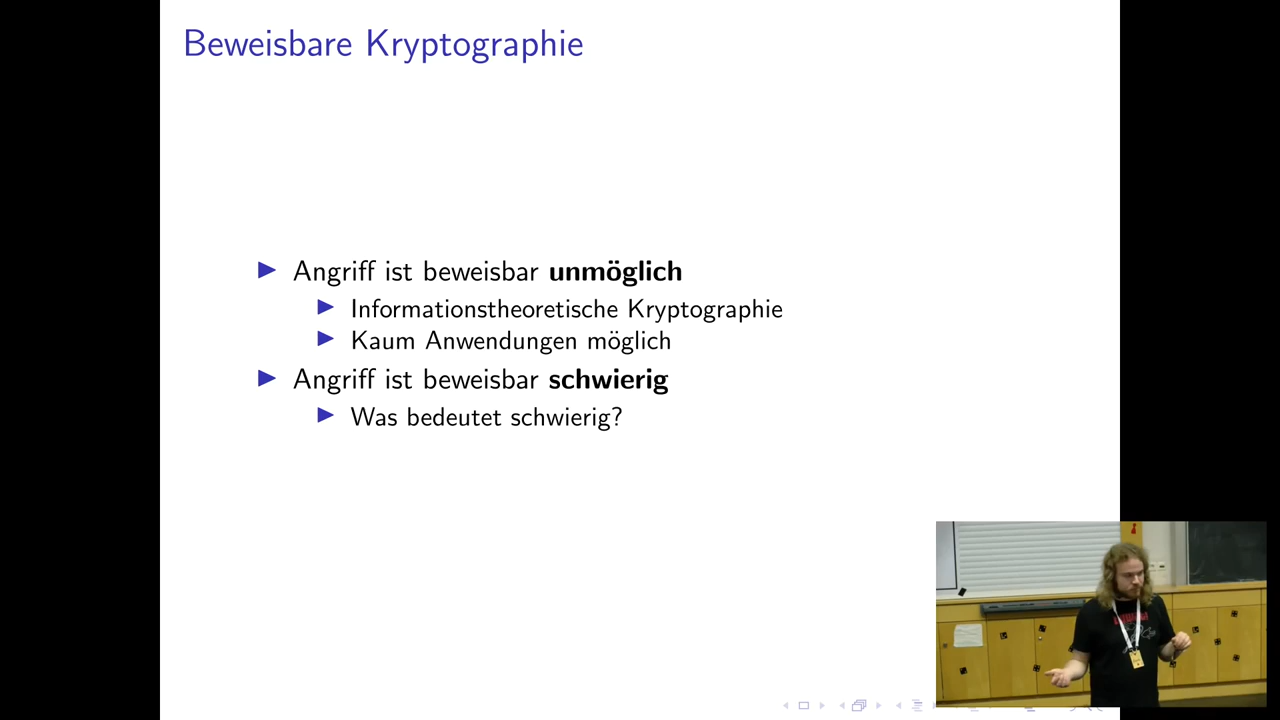 Beweisbare Kryptographie
Angriff ist beweisbar unmöglich
Informationstheoretische Kryptographie
Kaum Anwendungen möglich
Angriff ist beweisbar schwierig
Was bedeutet schwierig?